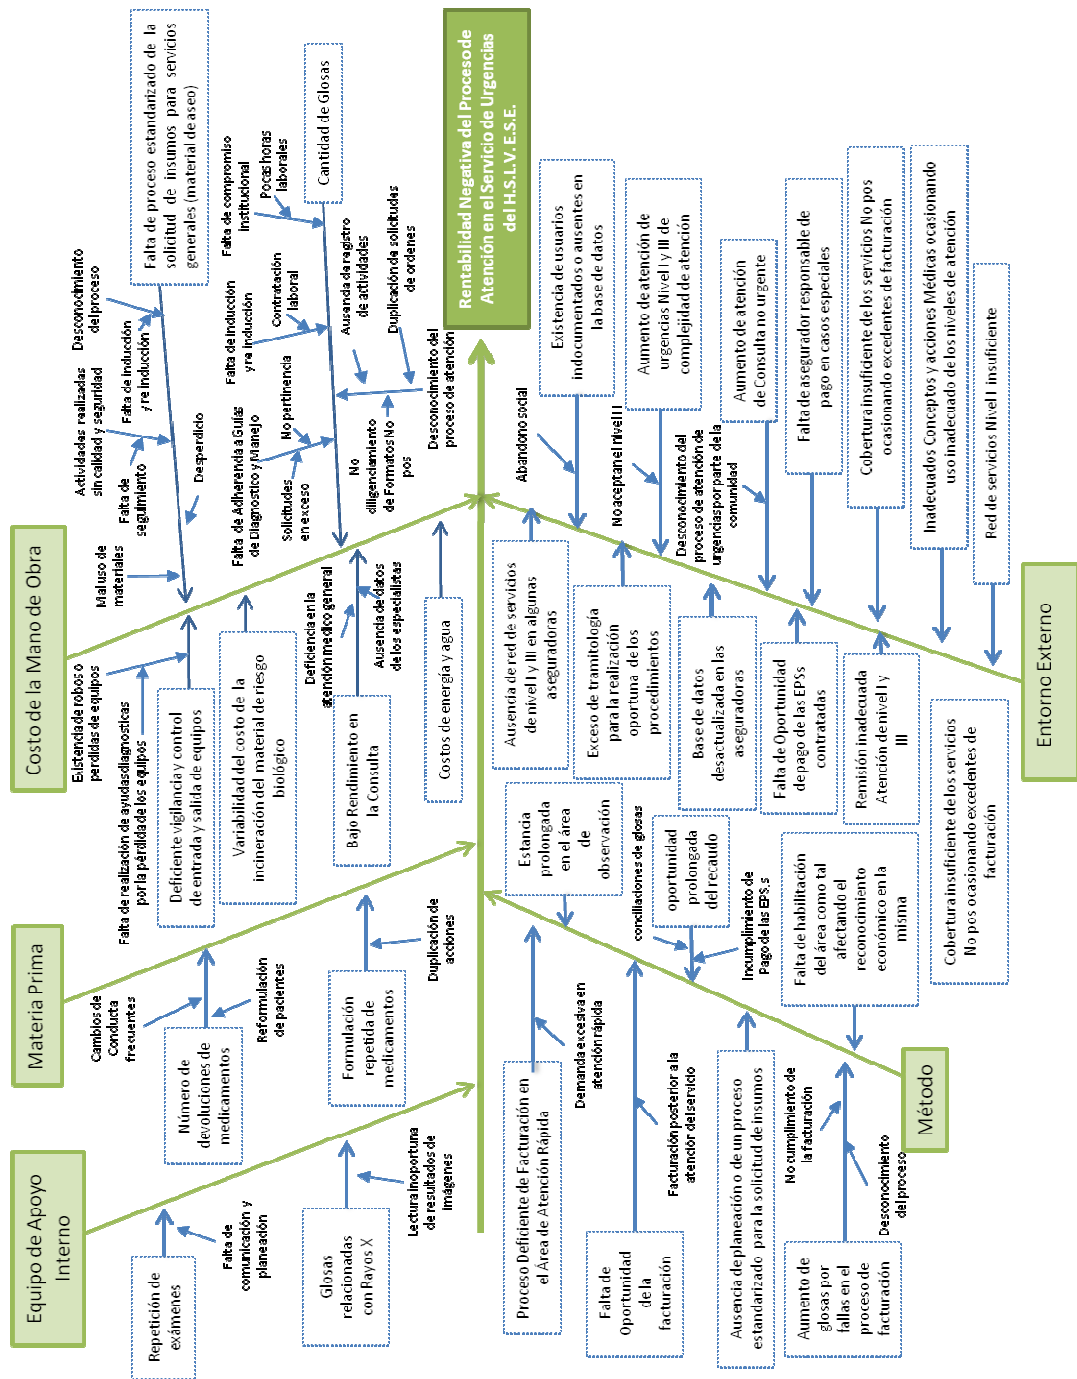 Equipo de Apoyo
Interno
Materia Prima
Costo de la Mano de Obra
Repetición de
exámenes
Falta de
comunicación y
planeación
Glosas
relacionadas
con Rayos X
Lectura inoportuna
de resultados de
Imágenes
Cambios de
Conducta
frecuentes
Número de
devoluciones de
medicamentos
Reformulación
de pacientes
Formulación
repetida de
medicamentos
Duplicación de
acciones
Existencia de robos o
perdidas de equipos
Falta de realización de ayudas diagnosticas
por la pérdida de los equipos
Deficiente vigilancia y control
de entrada y salida de equipos
Variabilidad del costo de la
incineración del material de riesgo
biológico
Deficiencia en la
atención medico general
Bajo Rendimiento en
la Consulta
Ausencia de datos
de los especialistas
Costos de energía y agua
Mal uso de
materiales
Falta de
seguimiento
Desperdicio
Actividades realizadas
sin calidad y seguridad
Falta de Inducción
y re inducción
Desconocimiento
del proceso
Falta de proceso estandarizado de la
solicitud de insumos para servicios
generales (material de aseo)
Falta de Adherencia a Guías
de Diagnostico y Manejo
Solicitudes
en exceso
No pertinencia
Falta de Inducción
y re inducción
Contratación
laboral
Falta de compromiso
institucional
Pocas horas
laborales
Cantidad de Glosas
No
diligenciamiento
de Formatos No
pos
Ausencia de registro
de actividades
Duplicación de solicitudes
de ordenes
Desconocimiento del
proceso de atención
Rentabilidad Negativa del Proceso de
Atención en el Servicio de Urgencias
del H.S.L.V. E.S.E.
Proceso Deficiente de Facturación en
el Área de Atención Rápida
Demanda excesiva en
atención rápida
Falta de
Oportunidad
de la
facturación
Facturación posterior a la
atención del servicio
Ausencia de planeación o de un proceso
estandarizado para la solicitud de insunos
Aumento de
glosas por
fallas en el
proceso de
facturación
No cumplimiento de
la facturación
Desconocimiento
del proceso
Estancia
prolongada
en el área
de
observación
conciliaciones de glosas
oportunidad
prolongada
del recaudo
Incumplimiento de
Pago de las EPS,s
Falta de habilitación
del área como tal
afectando el
reconocimiento
económico en la
misma
Método
Ausencia de red de servicios
de nivel I y III en algunas
aseguradoras
Exceso de tramitología
para la realización
oportuna de los
procedimientos
Base de datos
desactualizada en las
aseguradoras
Falta de Oportunidad
de pago de las EPSs
contratadas
Remisión inadecuada
Atención de nivel I y
III
Cobertura insuficiente de los servicios
No pos ocasionando excedentes de
facturación
Abandono social
Existencia de usuarios
indocumentados o ausentes en
la base de datos
No aceptan el nivel I I
Aumento de atención de
urgencias Nivel I y III de
complejidad de atención
Desconocimiento del
proceso de atención de
urgencias por parte de la
comunidad
Aumento de atención
de Consulta no urgente
Falta de asegurador responsable de
pago en casos especiales
Cobertura insuficiente de los servicios No pos
ocasionando excedentes de facturación
Inadecuados Conceptos y acciones Médicas ocasionando
uso inadecuado de los niveles de atención
Red de servicios Nivel I insuficiente
Entorno Externo